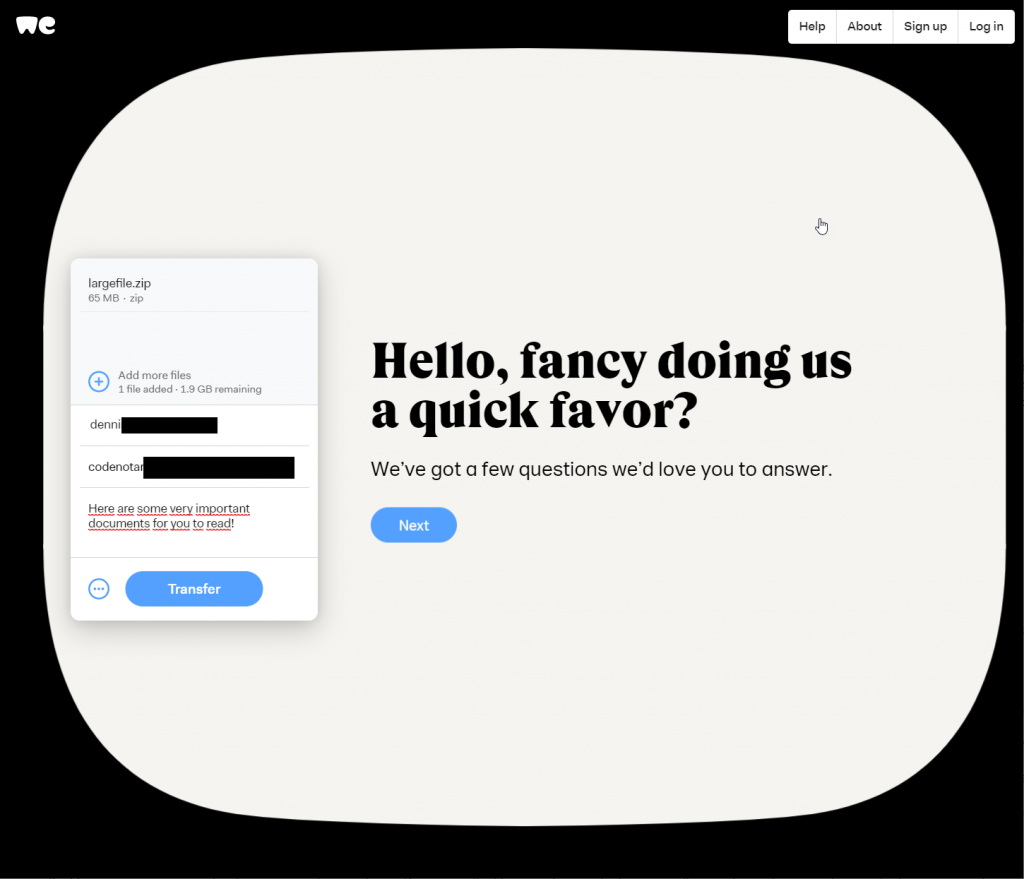 we
Help About Sign up Log in
largefile.zip
65 MB · zip
Add more files
1 file added · 1.9 GB remaining
denni
codenotar
Here are some very important
documents for you to read!
Transfer
Hello, fancy doing us
a quick favor?
We've got a few questions we'd love you to answer.
Next